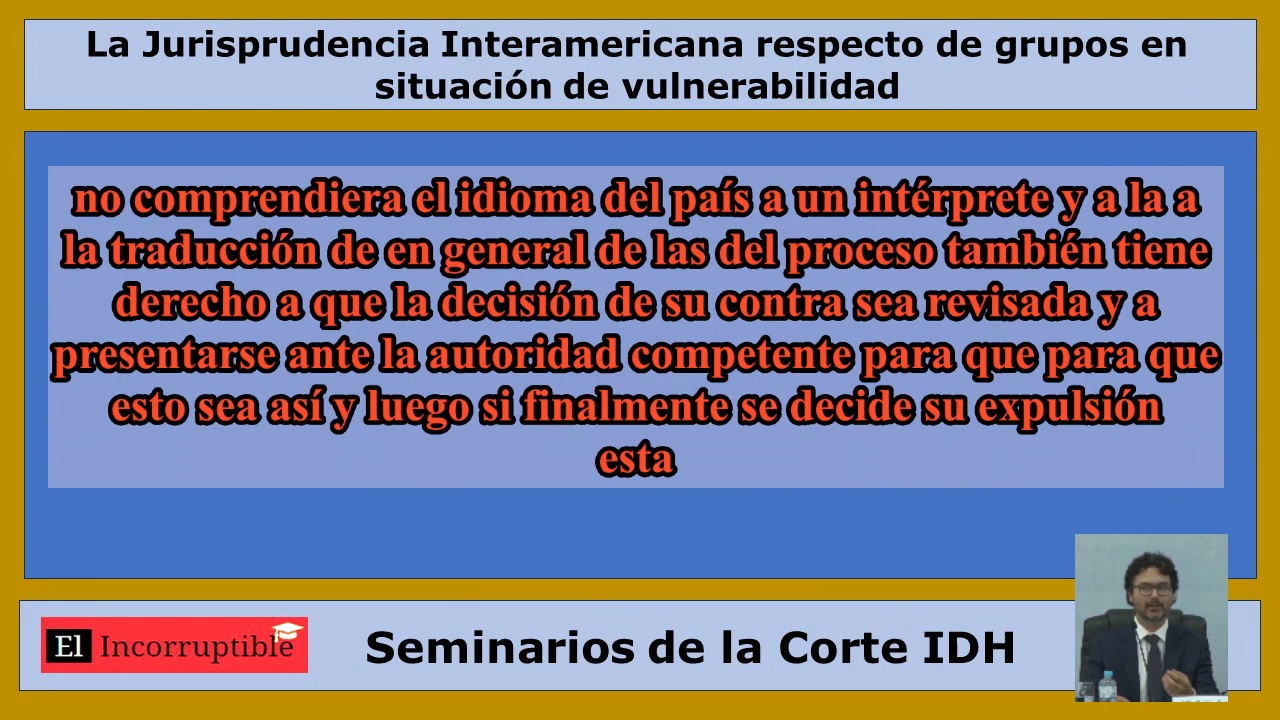 La Jurisprudencia Interamericana respecto de grupos en
situación de vulnerabilidad
no comprendiera el idioma del país a un intérprete y a la a
la traducción de en general de las del proceso también tiene
derecho a que la decisión de su contra sea revisada y a
presentarse ante la autoridad competente para que para que
esto sea así y luego si finalmente se decide su expulsión
esta
El Incorruptible
Seminarios de la Corte IDH